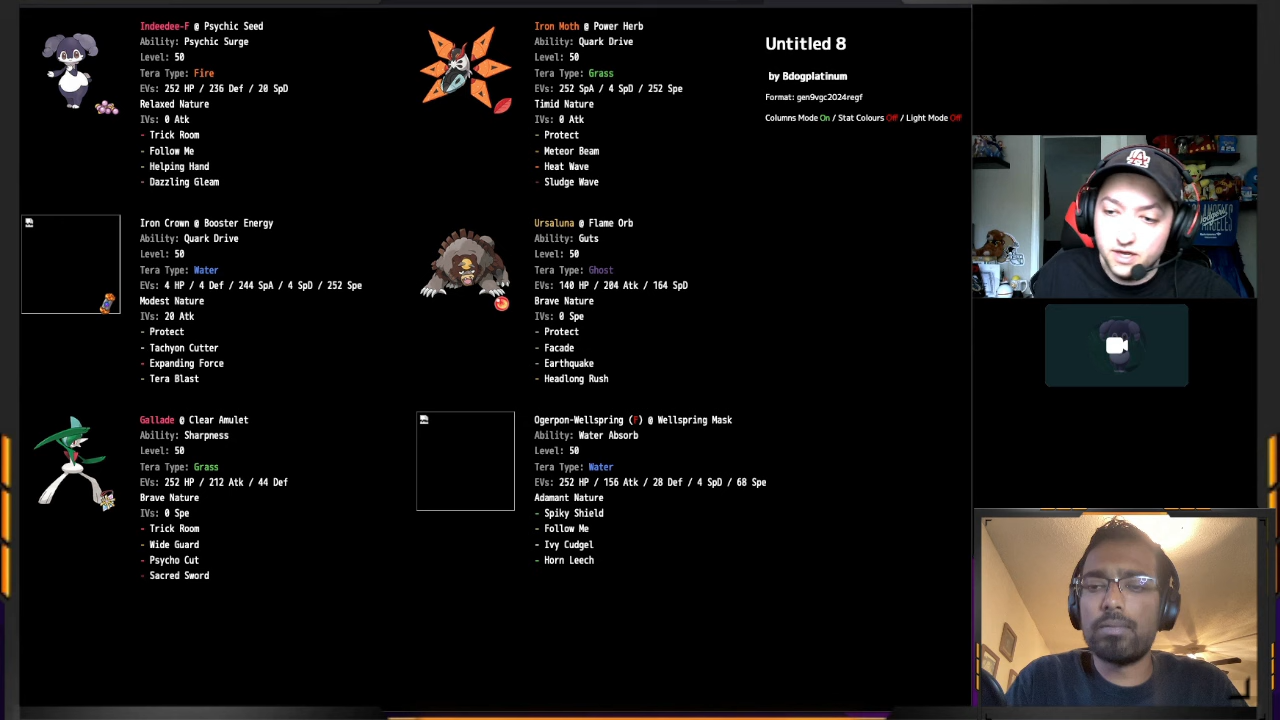 Indeedee-F @ Psychic Seed
Ability: Psychic Surge
Level: 50
Tera Type: Fire
EVs: 252 HP / 236 Def / 20 SpD
Relaxed Nature
IVs: 0 Atk
- Trick Room
- Follow Me
- Helping Hand
- Dazzling Gleam
Iron Moth @ Power Herb
Ability: Quark Drive
Level: 50
Tera Type: Grass
EVs: 252 SpA / 4 SpD / 252 Spe
Timid Nature
IVs: 0 Atk
- Protect
- Meteor Beam
- Heat Wave
- Sludge Wave
Untitled 8
by Bdogplatinum
Format: gen9vgc2024regf
Columns Mode On / Stat Colours Off / Light Mode Off
Iron Crown @ Booster Energy
Ability: Quark Drive
Level: 50
Tera Type: Water
EVs: 4 HP / 4 Def / 244 SpA / 4 SpD / 252 Spe
Modest Nature
IVs: 20 Atk
- Protect
- Tachyon Cutter
- Expanding Force
- Tera Blast
Ursaluna @ Flame Orb
Ability: Guts
Level: 50
Tera Type: Ghost
EVs: 140 HP / 204 Atk / 164 SpD
Brave Nature
IVs: 0 Spe
- Protect
- Facade
- Earthquake
- Headlong Rush
Gallade @ Clear Amulet
Ability: Sharpness
Level: 50
Tera Type: Grass
EVs: 252 HP / 212 Atk / 44 Def
Brave Nature
IVs: 0 Spe
- Trick Room
- Wide Guard
- Psycho Cut
- Sacred Sword
Ogerpon-Wellspring (F) @ Wellspring Mask
Ability: Water Absorb
Level: 50
Tera Type: Water
EVs: 252 HP / 156 Atk / 28 Def / 4 SpD / 68 Spe
Adamant Nature
- Spiky Shield
- Follow Me
- Ivy Cudgel
- Horn Leech
A
Dodgers